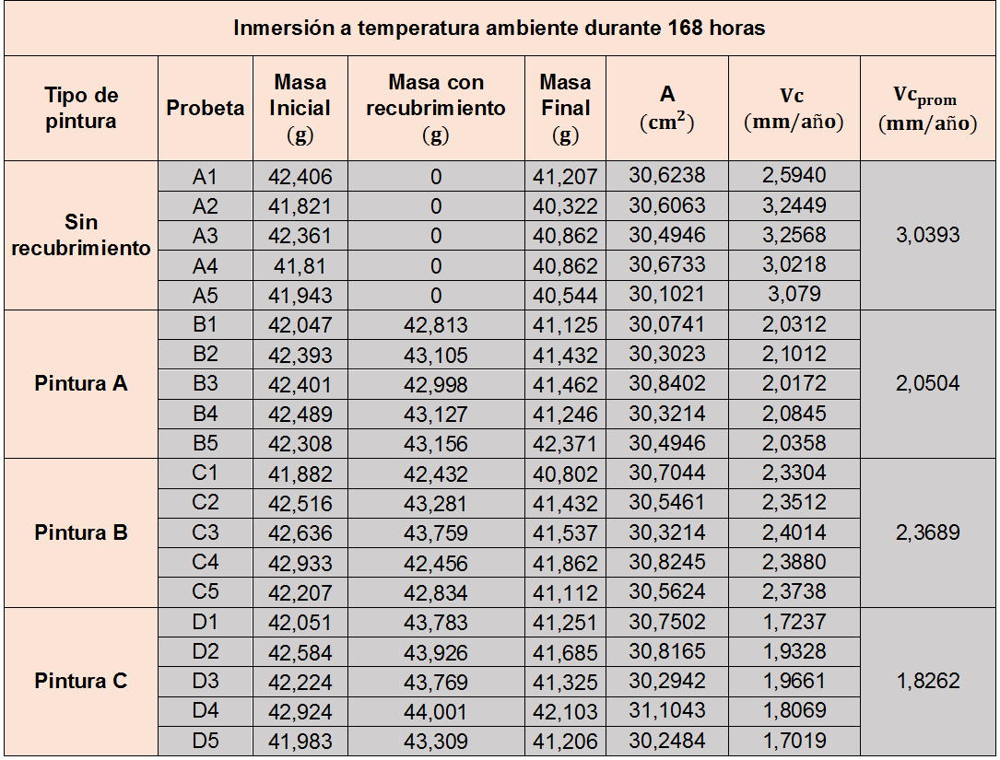 Inmersión a temperatura ambiente durante 168 horas
Tipo de pintura Probeta Masa Inicial (g) Masa con recubrimiento (g) Masa Final (g) A (cm²) Vc (mm/año) Vc_prom (mm/año)
Sin recubrimiento A1 42,406 0 41,207 30,6238 2,5940 3,0393
A2 41,821 0 40,322 30,6063 3,2449
A3 42,361 0 40,862 30,4946 3,2568
A4 41,81 0 40,862 30,6733 3,0218
A5 41,943 0 40,544 30,1021 3,079
Pintura A B1 42,047 42,813 41,125 30,0741 2,0312 2,0504
B2 42,393 43,105 41,432 30,3023 2,1012
B3 42,401 42,998 41,462 30,8402 2,0172
B4 42,489 43,127 41,246 30,3214 2,0845
B5 42,308 43,156 42,371 30,4946 2,0358
Pintura B C1 41,882 42,432 40,802 30,7044 2,3304 2,3689
C2 42,516 43,281 41,432 30,5461 2,3512
C3 42,636 43,759 41,537 30,3214 2,4014
C4 42,933 42,456 41,862 30,8245 2,3880
C5 42,207 42,834 41,112 30,5624 2,3738
Pintura C D1 42,051 43,783 41,251 30,7502 1,7237 1,8262
D2 42,584 43,926 41,685 30,8165 1,9328
D3 42,224 43,769 41,325 30,2942 1,9661
D4 42,924 44,001 42,103 31,1043 1,8069
D5 41,983 43,309 41,206 30,2484 1,7019